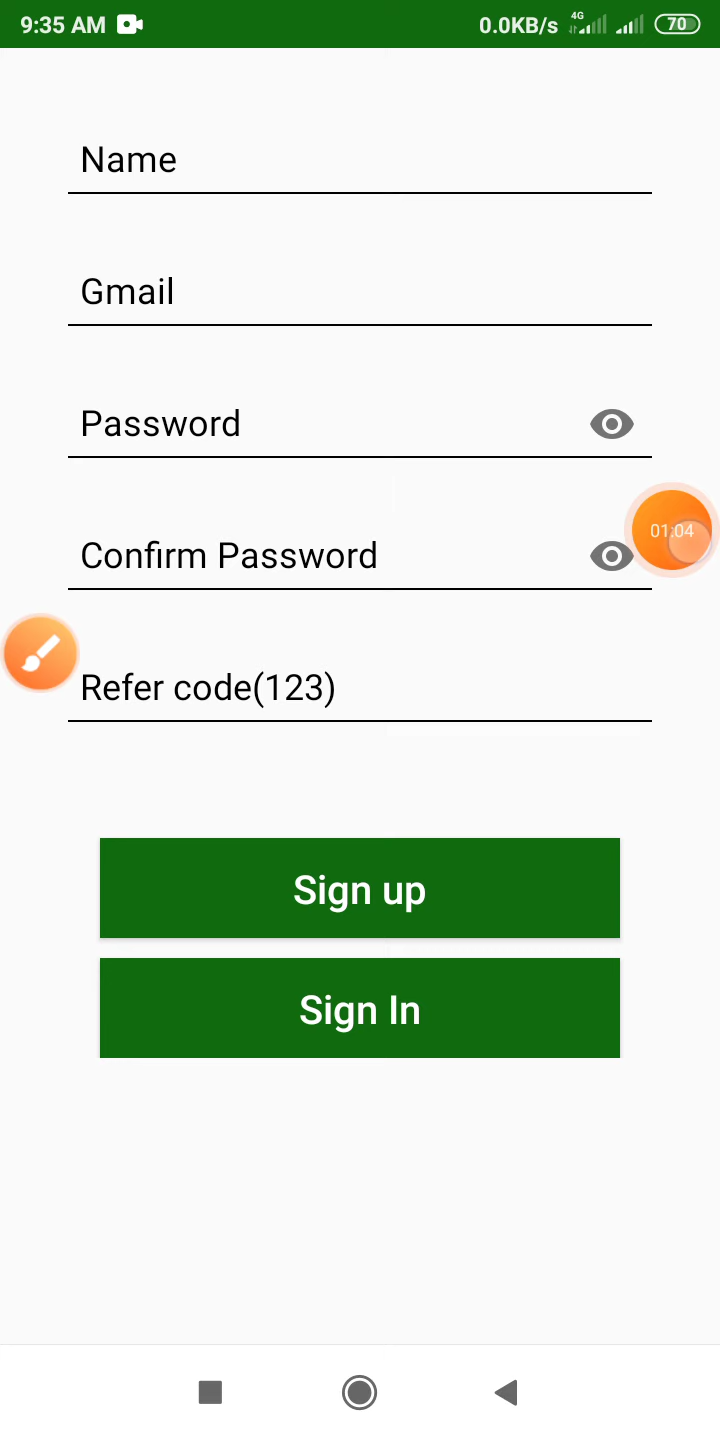 9:35 AM 0.0KB/s 4G 70
Name
Gmail
Password
01:04
Confirm Password
Refer code(123)
Sign up
Sign In